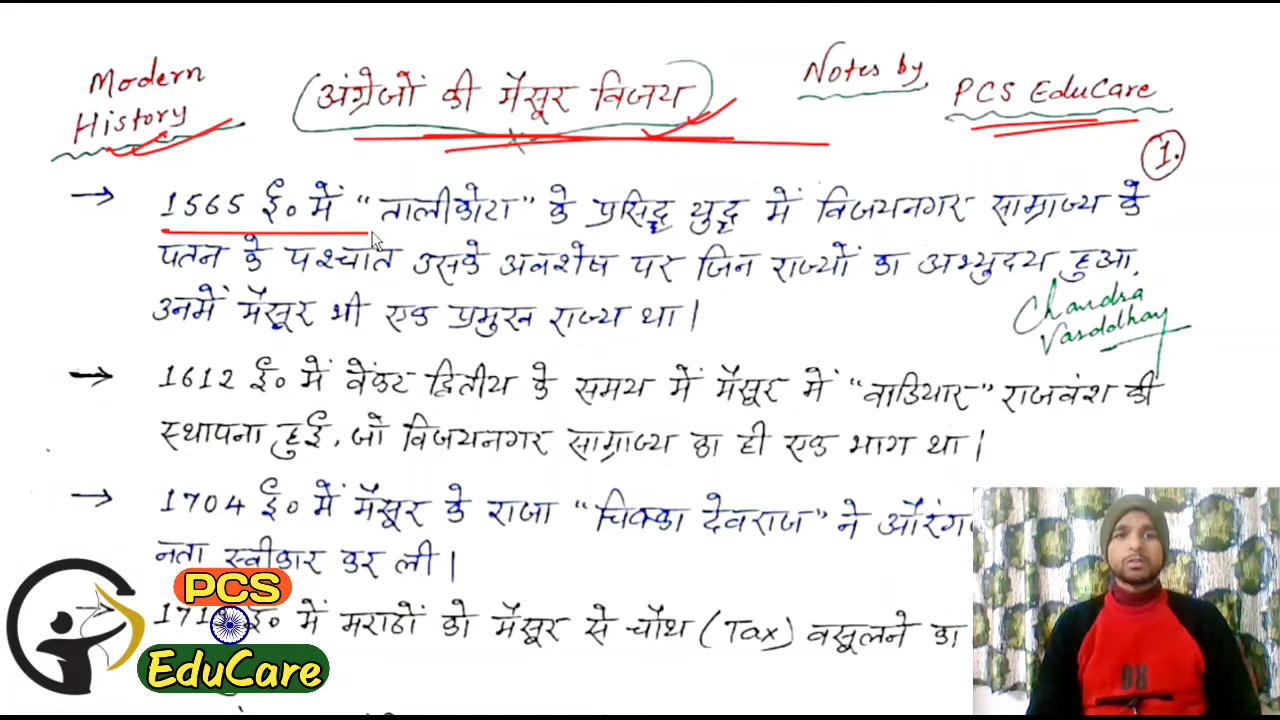 Modern
History
(अंग्रेजों की मैसूर विजय)
Notes by
PCS EduCare
1.
→ 1565 ई० में "तालीकोटा" के प्रसिद्ध युद्ध में विजयनगर साम्राज्य के
पतन के पश्चात उसके अवशेष पर जिन राज्यों का अभ्युदय हुआ,
उनमें मैसूर भी एक प्रमुख राज्य था।
Chandra
Varddhay
→ 1612 ई० में वेंकट द्वितीय के समय में मैसूर में "वाडियार" राजवंश की
स्थापना हुई, जो विजयनगर साम्राज्य का ही एक भाग था।
→ 1704 ई० में मैसूर के राजा "चिक्का देवराज" ने औरंग
नता स्वीकार कर ली।
→ ई० में मराठों को मैसूर से चौथ (Tax) वसूलने का
PCS
EduCare